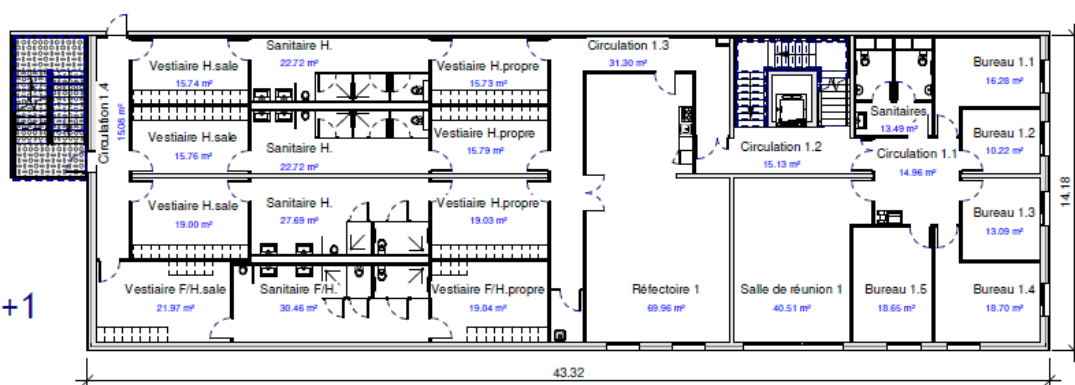 Vestiaire H.sale
15.74 m²
Sanitaire H.
22.72 m²
Vestiaire H.propre
15.73 m²
Circulation 1.3
31.30 m²
Bureau 1.1
16.28 m²
Circulation 1.4
15.08 m²
Vestiaire H.sale
15.76 m²
Sanitaire H.
22.72 m²
Vestiaire H.propre
15.79 m²
Circulation 1.2
15.13 m²
Sanitaires
13.49 m²
Circulation 1.1
14.96 m²
Bureau 1.2
10.22 m²
Vestiaire H.sale
19.00 m²
Sanitaire H.
27.69 m²
Vestiaire H.propre
19.03 m²
Bureau 1.3
13.09 m²
14.18
Vestiaire F/H.sale
21.97 m²
Sanitaire F/H.
30.46 m²
Vestiaire F/H.propre
19.04 m²
Réfectoire 1
69.96 m²
Salle de réunion 1
40.51 m²
Bureau 1.5
18.65 m²
Bureau 1.4
18.70 m²
+1
43.32